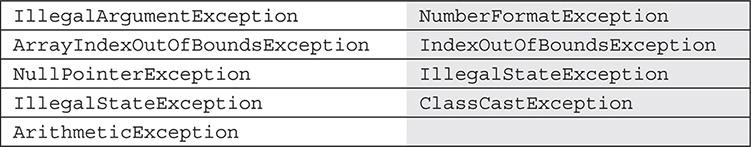 IllegalArgumentException NumberFormatException
ArrayIndexOutOfBoundsException IndexOutOfBoundsException
NullPointerException IllegalStateException
IllegalStateException ClassCastException
ArithmeticException